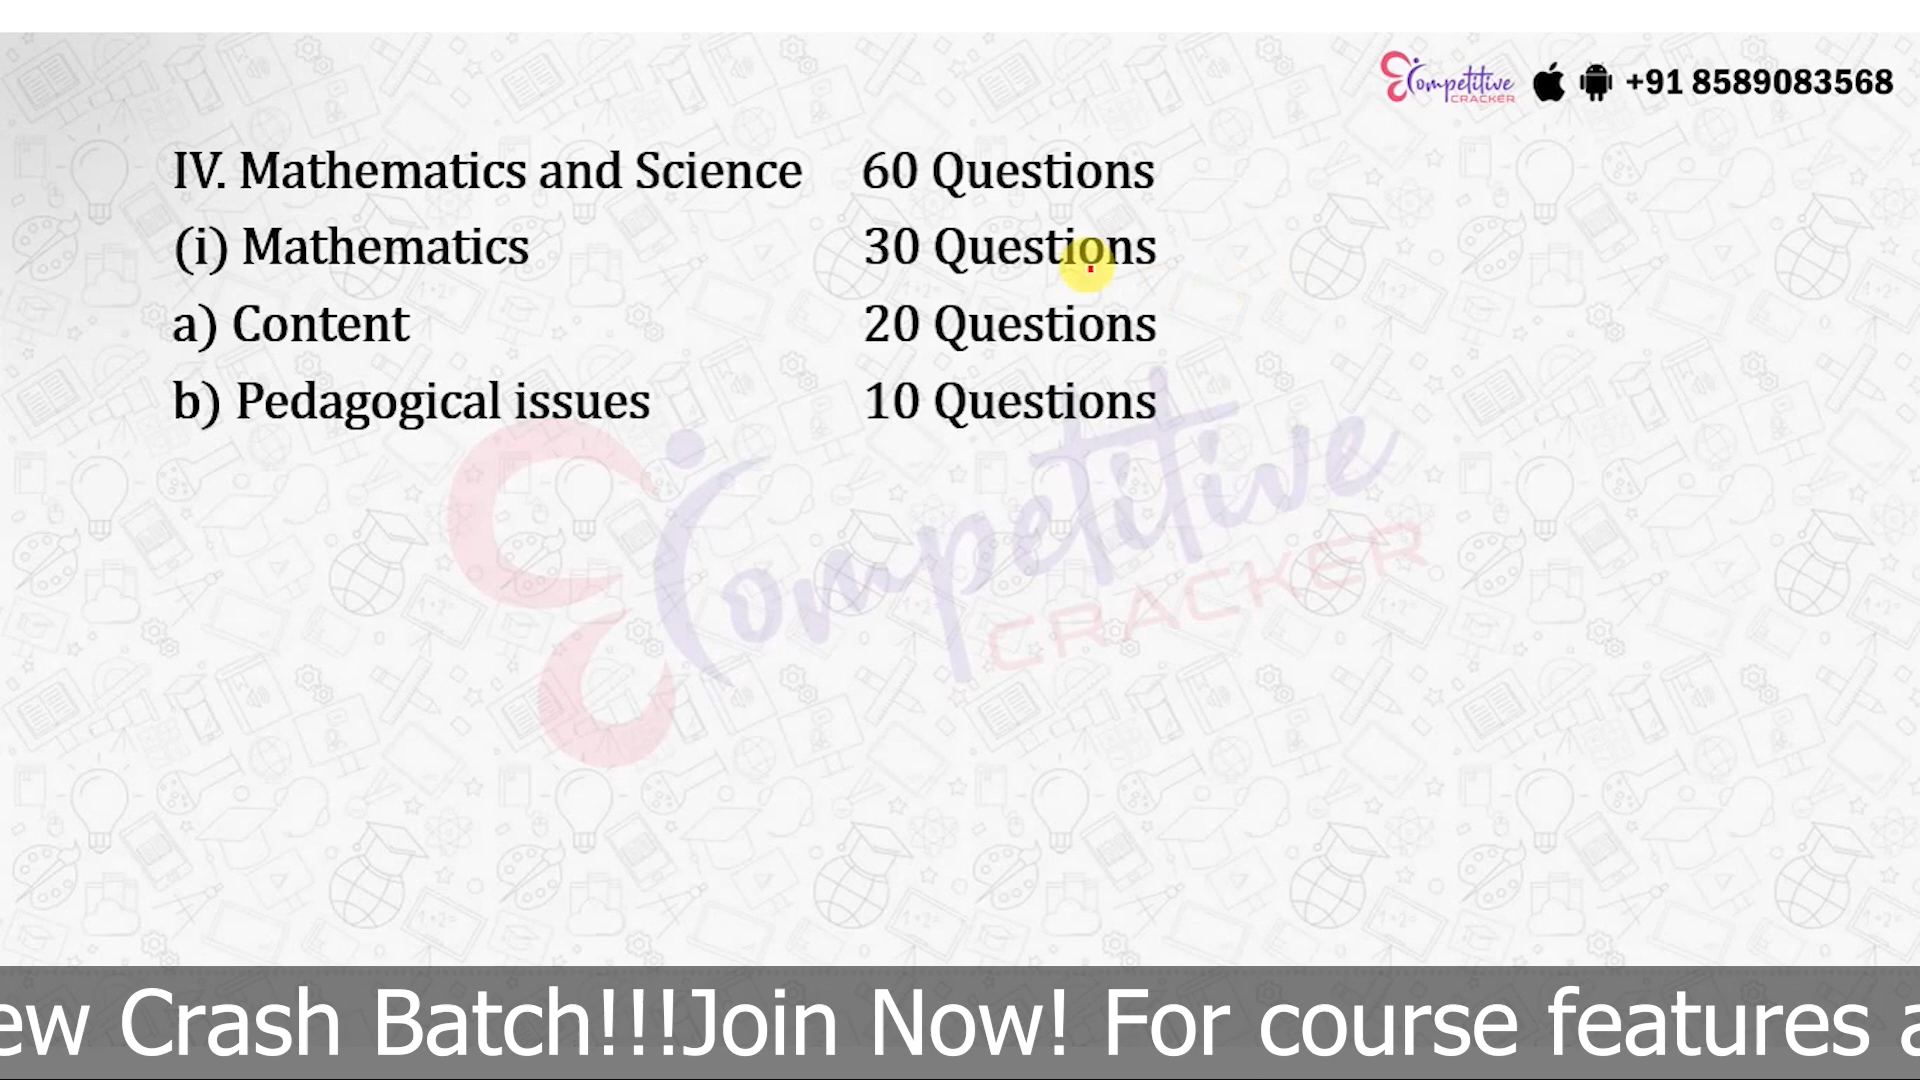 Competitive CRACKER +91 8589083568
IV. Mathematics and Science 60 Questions
(i) Mathematics 30 Questions
a) Content 20 Questions
b) Pedagogical issues 10 Questions
Competitive
CRACKER
ew Crash Batch!!!Join Now! For course features a